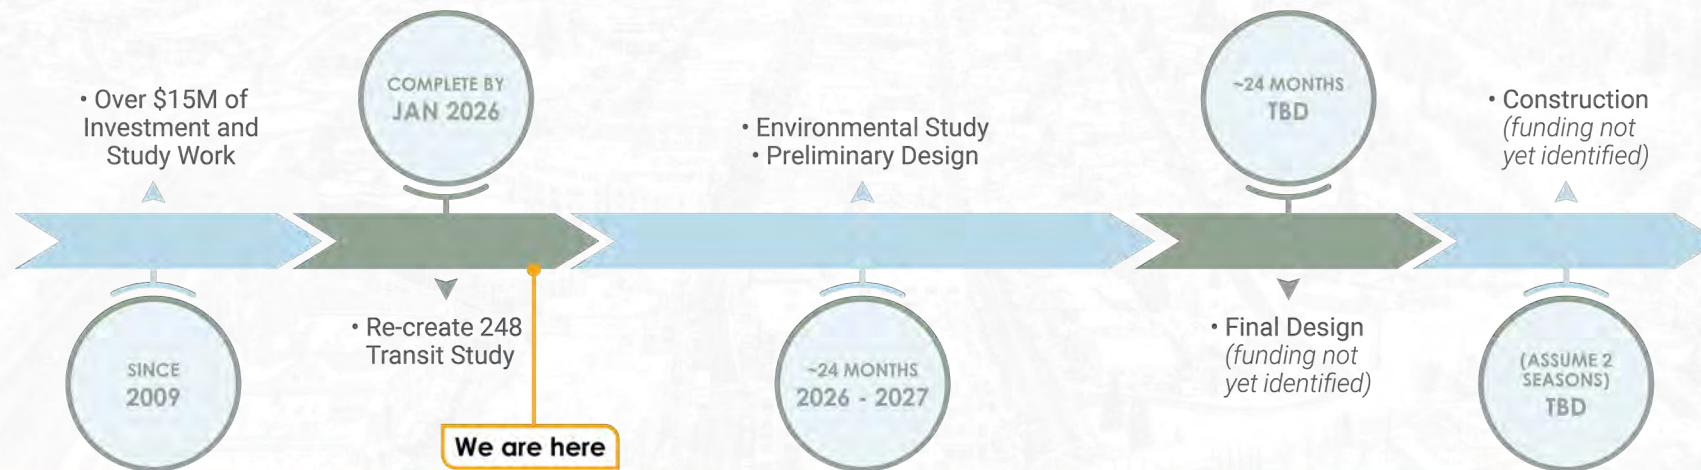 • Over $15M of
Investment and
Study Work
SINCE
2009
COMPLETE BY
JAN 2026
• Re-create 248
Transit Study
We are here
• Environmental Study
• Preliminary Design
~24 MONTHS
2026 - 2027
~24 MONTHS
TBD
• Final Design
(funding not
yet identified)
• Construction
(funding not
yet identified)
(ASSUME 2
SEASONS)
TBD